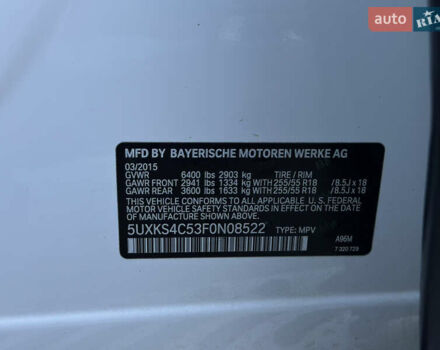 auto RIA
MFD BY BAYERISCHE MOTOREN WERKE AG
03/2015
GVWR 6400 lbs 2903 kg TIRE / RIM
GAWR FRONT 2941 lbs 1334 kg WITH 255/55 R18 / 8.5J x 18
GAWR REAR 3600 lbs 1633 kg WITH 255/55 R18 / 8.5J x 18
THIS VEHICLE CONFORMS TO ALL APPLICABLE U. S. FEDERAL
MOTOR VEHICLE SAFETY STANDARDS IN EFFECT ON THE
DATE OF MANUFACTURE SHOWN ABOVE.
5UXKS4C53F0N08522 TYPE: MPV A96M
7 320 729